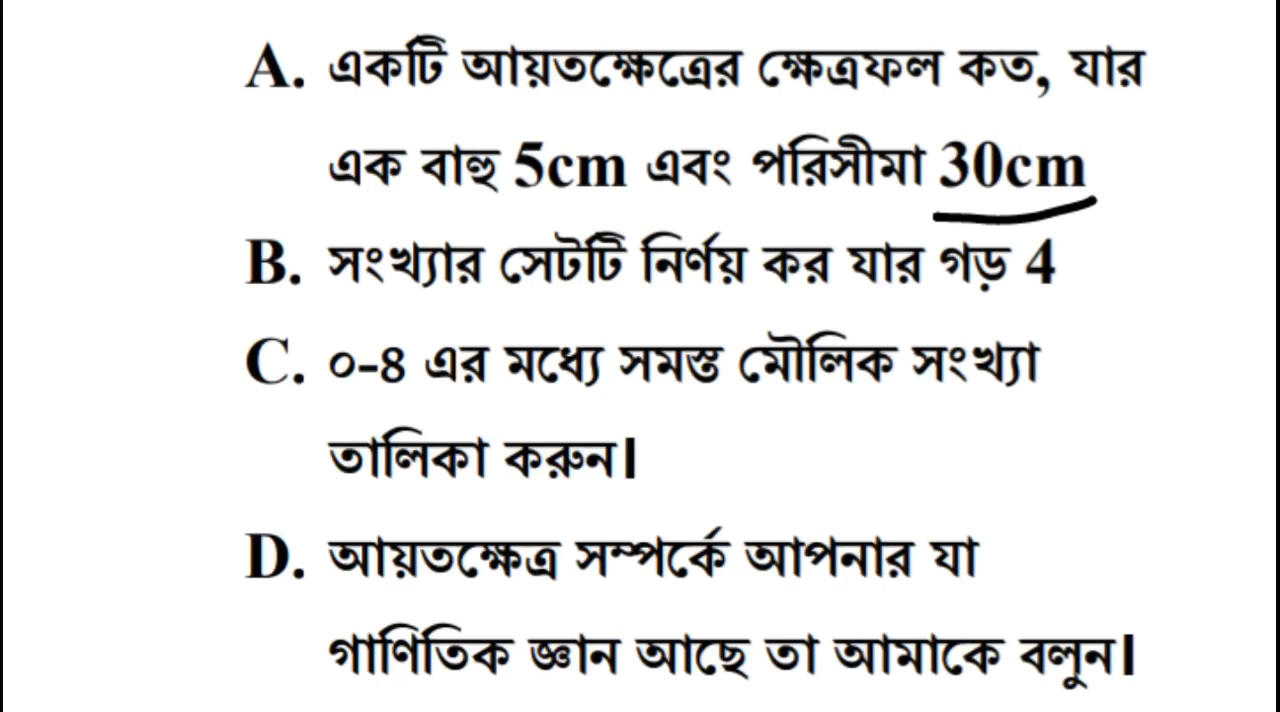 A. একটি আয়তক্ষেত্রের ক্ষেত্রফল কত, যার
এক বাহু 5cm এবং পরিসীমা 30cm
B. সংখ্যার সেটটি নির্ণয় কর যার গড় 4
C. ০-8 এর মধ্যে সমস্ত মৌলিক সংখ্যা
তালিকা করুন।
D. আয়তক্ষেত্র সম্পর্কে আপনার যা
গাণিতিক জ্ঞান আছে তা আমাকে বলুন।